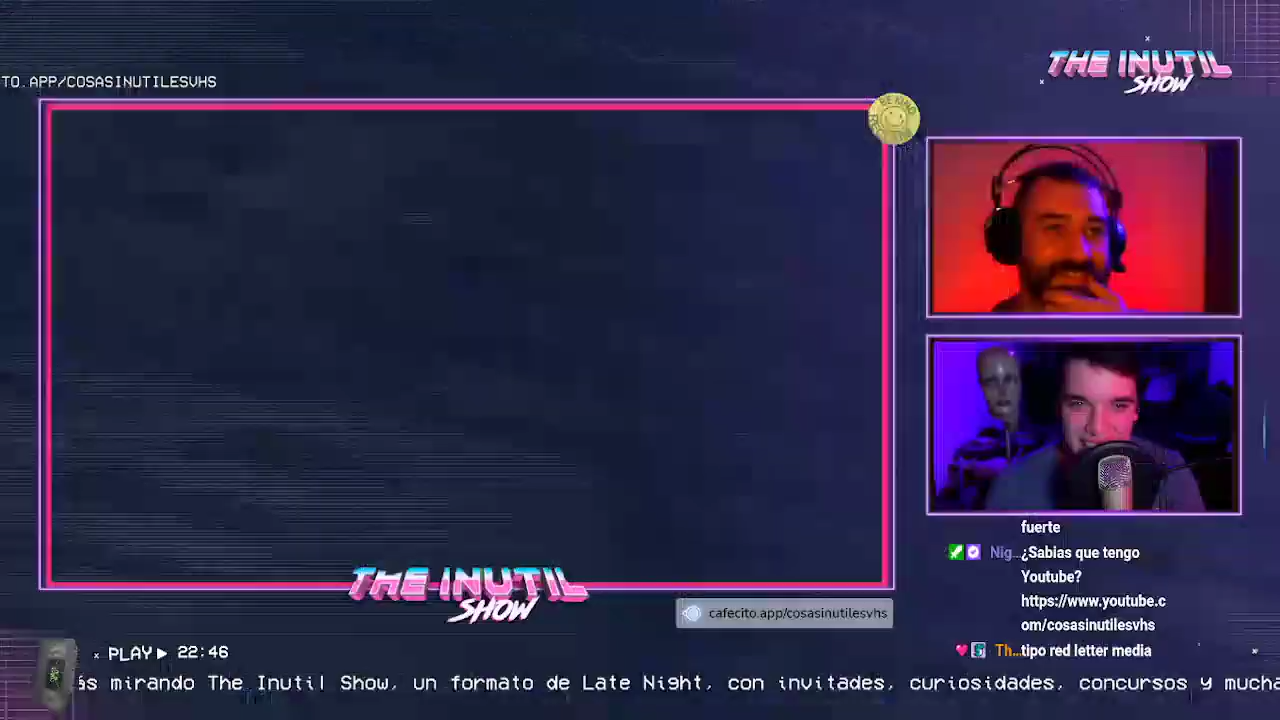 THE INUTIL
SHOW
TO.APP/COSASINUTILESVHS
BE KIND
THE INUTIL
SHOW
cafecito.app/cosasinutilesvhs
fuerte
Nig... ¿Sabias que tengo
Youtube?
https://www.youtube.c
om/cosasinutilesvhs
Th... tipo red letter media
PLAY 22:46
ás mirando The Inutil Show, un formato de Late Night, con invitades, curiosidades, concursos y mucha